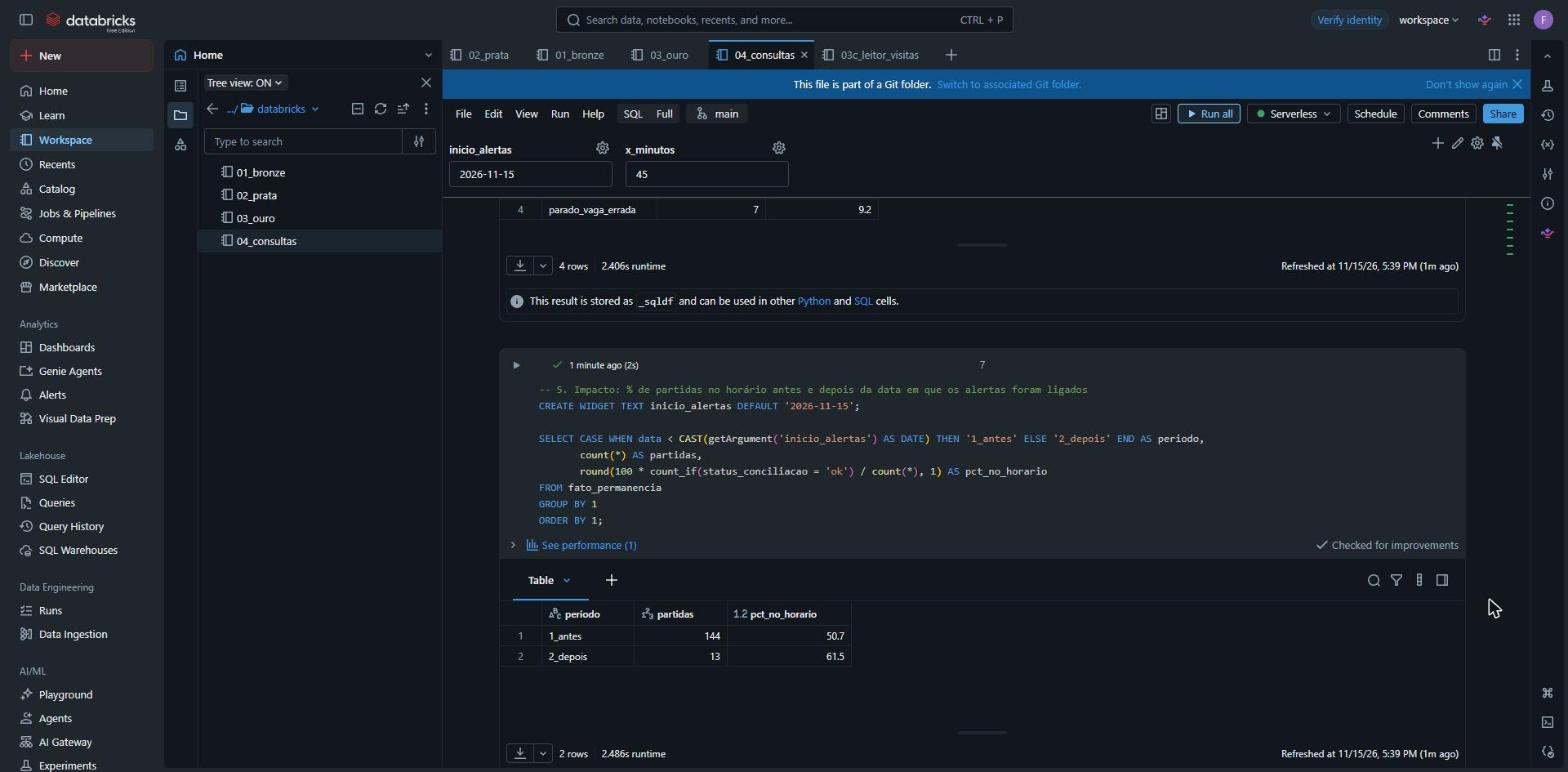 databricks
Free Edition
Search data, notebooks, recents, and more...
CTRL + P
Verify identity
workspace
F
New
Home
Learn
Workspace
Recents
Catalog
Jobs & Pipelines
Compute
Discover
Marketplace
Analytics
Dashboards
Genie Agents
Alerts
Visual Data Prep
Lakehouse
SQL Editor
Queries
Query History
SQL Warehouses
Data Engineering
Runs
Data Ingestion
AI/ML
Playground
Agents
AI Gateway
Experiments
Home
Tree view: ON
../ databricks
Type to search
01_bronze
02_prata
03_ouro
04_consultas
02_prata
01_bronze
03_ouro
04_consultas
03c_leitor_visitas
This file is part of a Git folder. Switch to associated Git folder.
Don't show again
File Edit View Run Help SQL Full main
Run all
Serverless
Schedule
Comments
Share
inicio_alertas
2026-11-15
x_minutos
45
4 parado_vaga_errada 7 9.2
4 rows 2.406s runtime
Refreshed at 11/15/26, 5:39 PM (1m ago)
This result is stored as _sqldf and can be used in other Python and SQL cells.
1 minute ago (2s)
7
-- 5. Impacto: % de partidas no horário antes e depois da data em que os alertas foram ligados
CREATE WIDGET TEXT inicio_alertas DEFAULT '2026-11-15';
SELECT CASE WHEN data < CAST(getArgument('inicio_alertas') AS DATE) THEN '1_antes' ELSE '2_depois' END AS periodo,
count(*) AS partidas,
round(100 * count_if(status_conciliacao = 'ok') / count(*), 1) AS pct_no_horario
FROM fato_permanencia
GROUP BY 1
ORDER BY 1;
See performance (1)
Checked for improvements
Table
periodo partidas 1.2 pct_no_horario
1 1_antes 144 50.7
2 2_depois 13 61.5
2 rows 2.486s runtime
Refreshed at 11/15/26, 5:39 PM (1m ago)